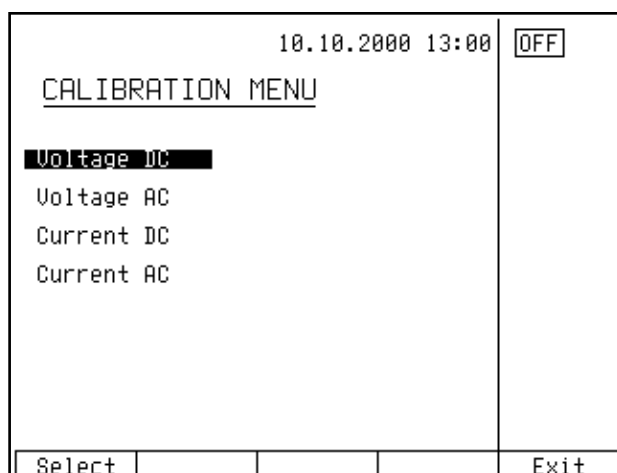 10.10.2000 13:00 OFF
CALIBRATION MENU
Voltage DC
Voltage AC
Current DC
Current AC
Select Exit